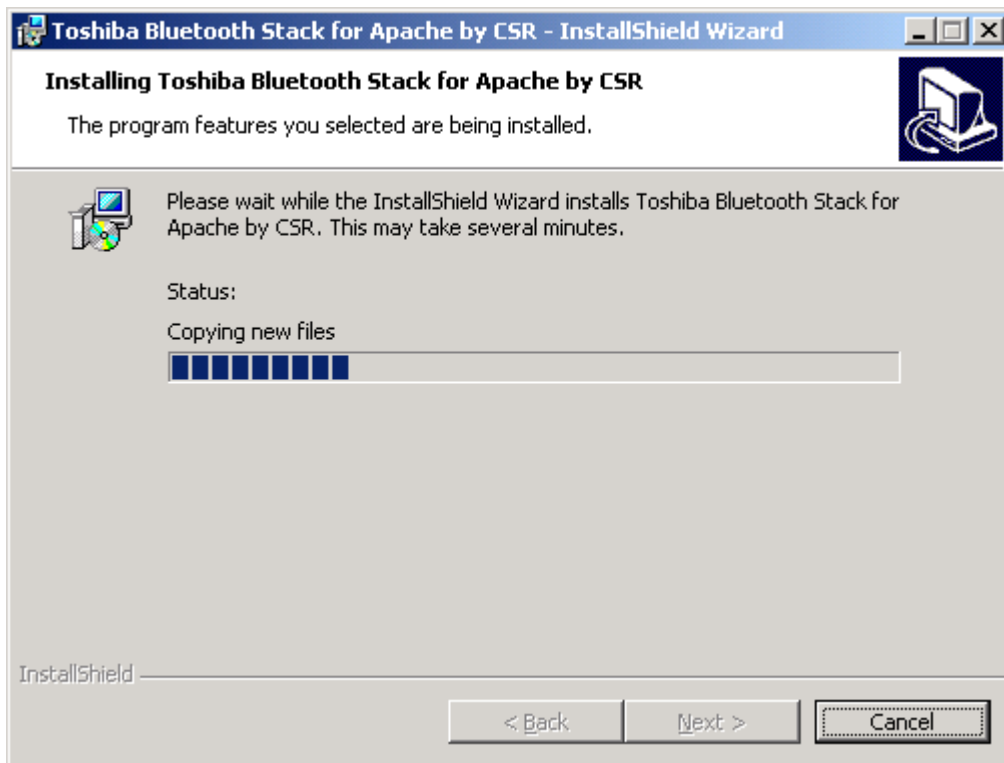 Toshiba Bluetooth Stack for Apache by CSR - InstallShield Wizard
Installing Toshiba Bluetooth Stack for Apache by CSR
The program features you selected are being installed.
Please wait while the InstallShield Wizard installs Toshiba Bluetooth Stack for
Apache by CSR. This may take several minutes.
Status:
Copying new files
InstallShield
< Back
Next >
Cancel